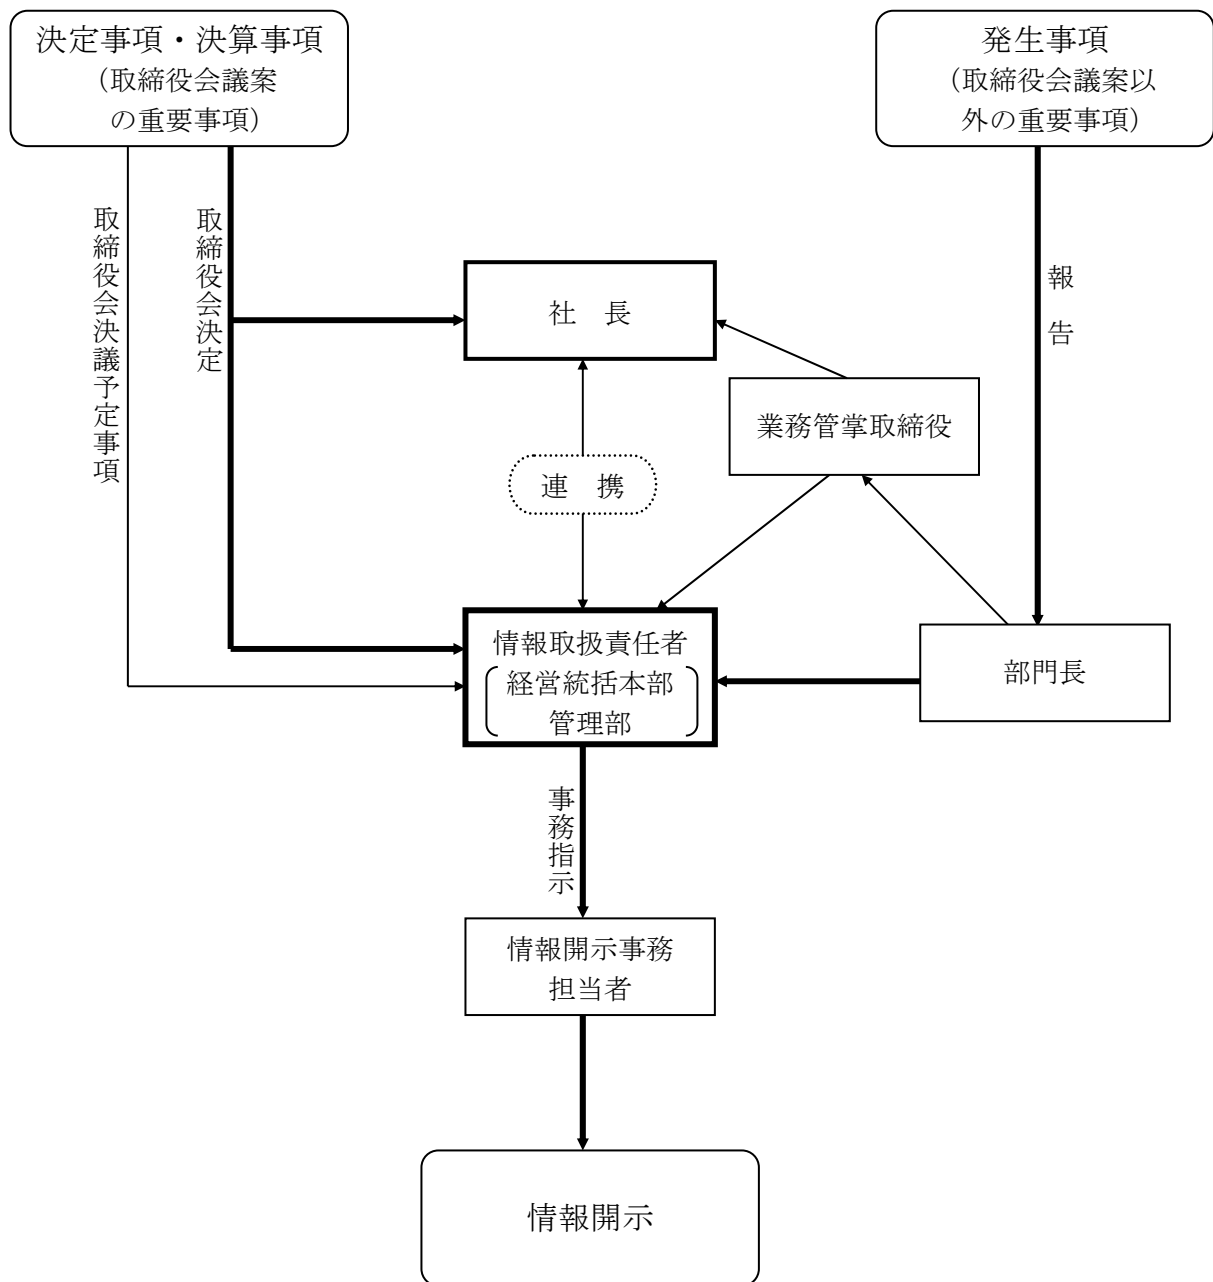 決定事項・決算事項
（取締役会議案
の重要事項）
発生事項
（取締役会議案以
外の重要事項）
取締役会決議予定事項
取締役会決定
報告
社　長
業務管掌取締役
連　携
情報取扱責任者
経営統括本部
管理部
部門長
事務指示
情報開示事務
担当者
情報開示